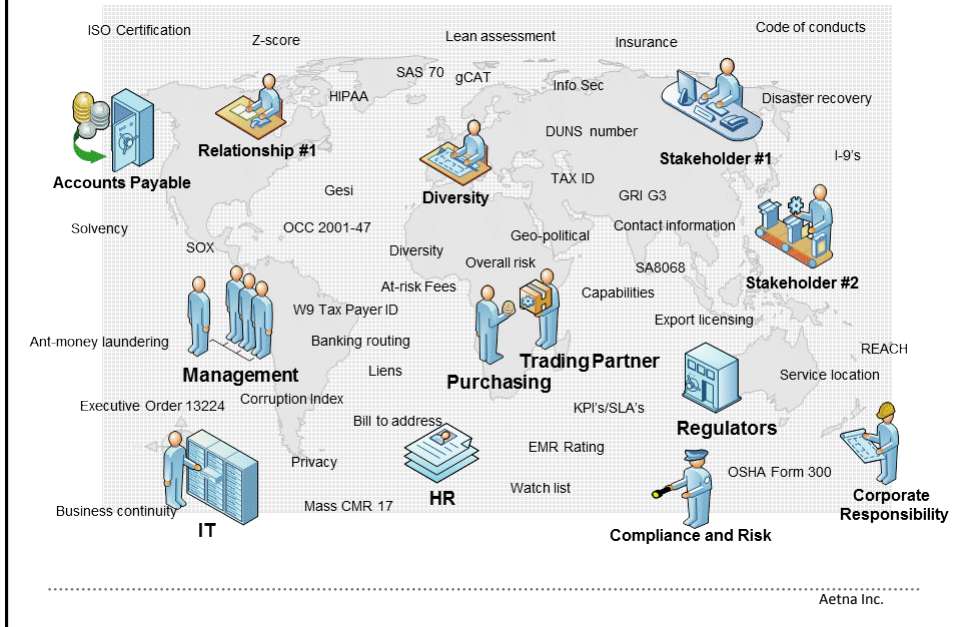 ISO Certification
Z-score
Lean assessment
Insurance
Code of conducts
SAS 70
gCAT
Info Sec
HIPAA
Disaster recovery
DUNS number
Relationship #1
Stakeholder #1
I-9's
Accounts Payable
TAX ID
Gesi
Diversity
GRI G3
Solvency
OCC 2001-47
Contact information
SOX
Diversity
Geo-political
Overall risk
SA8068
Stakeholder #2
At-risk Fees
Capabilities
W9 Tax Payer ID
Export licensing
Ant-money laundering
Banking routing
REACH
Trading Partner
Liens
Management
Purchasing
Service location
Executive Order 13224
Corruption Index
KPI's/SLA's
Bill to address
Regulators
EMR Rating
Privacy
OSHA Form 300
Watch list
HR
Corporate
Responsibility
Business continuity
Mass CMR 17
IT
Compliance and Risk
Aetna Inc.